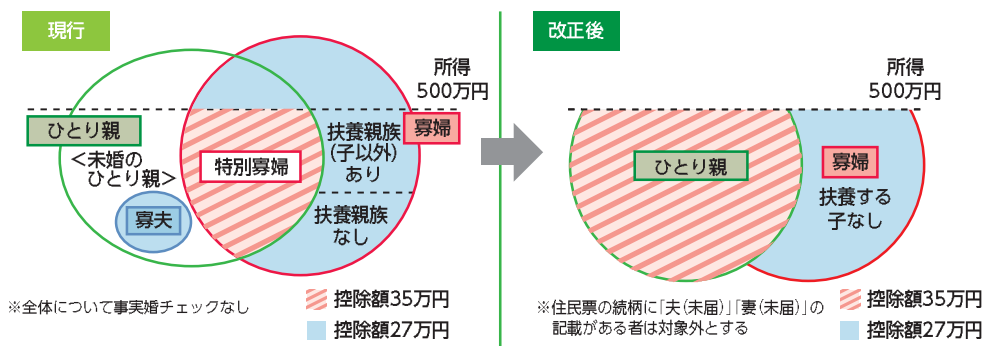 現行
所得
500万円
ひとり親
<未婚の
ひとり親>
寡夫
特別寡婦
扶養親族
(子以外)
あり
寡婦
扶養親族
なし
※全体について事実婚チェックなし
控除額35万円
控除額27万円
改正後
所得
500万円
ひとり親
寡婦
扶養する
子なし
※住民票の続柄に「夫(未届)」「妻(未届)」の
記載がある者は対象外とする
控除額35万円
控除額27万円